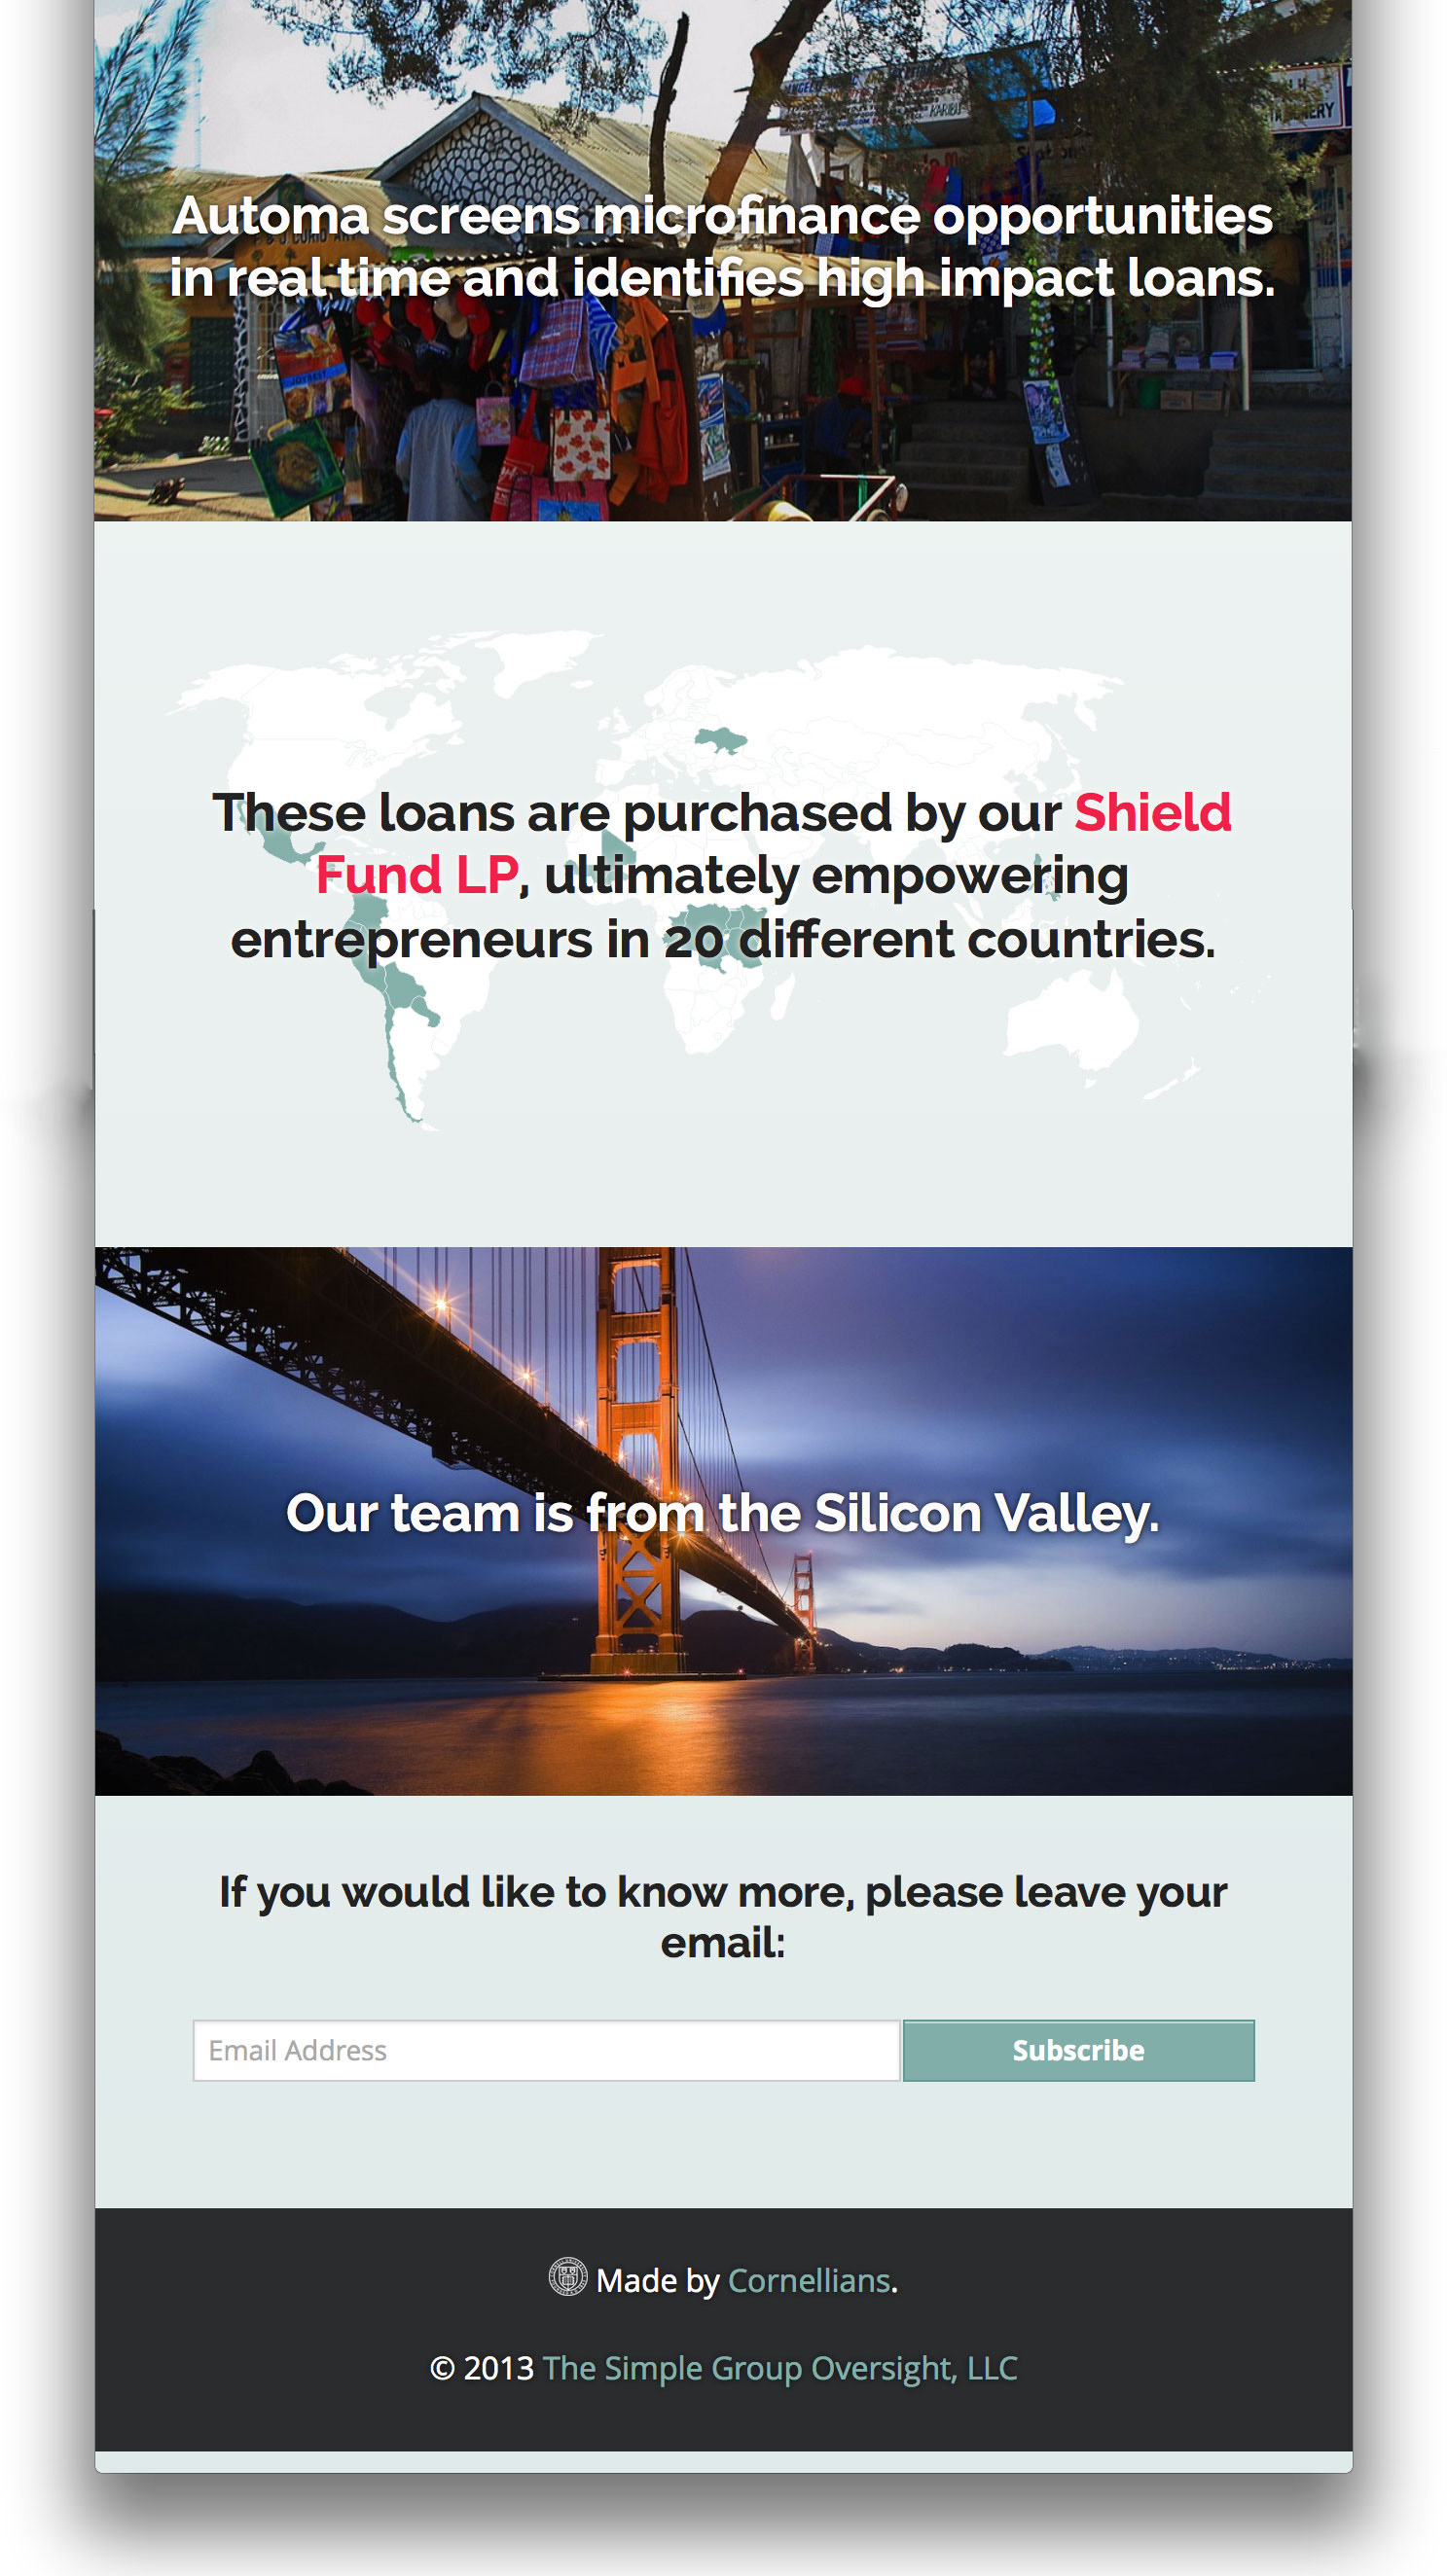 KARIBU
Automa screens microfinance opportunities
in real time and identifies high impact loans.
These loans are purchased by our Shield
Fund LP, ultimately empowering
entrepreneurs in 20 different countries.
Our team is from the Silicon Valley.
If you would like to know more, please leave your
email:
Email Address
Subscribe
Made by Cornellians.
© 2013 The Simple Group Oversight, LLC